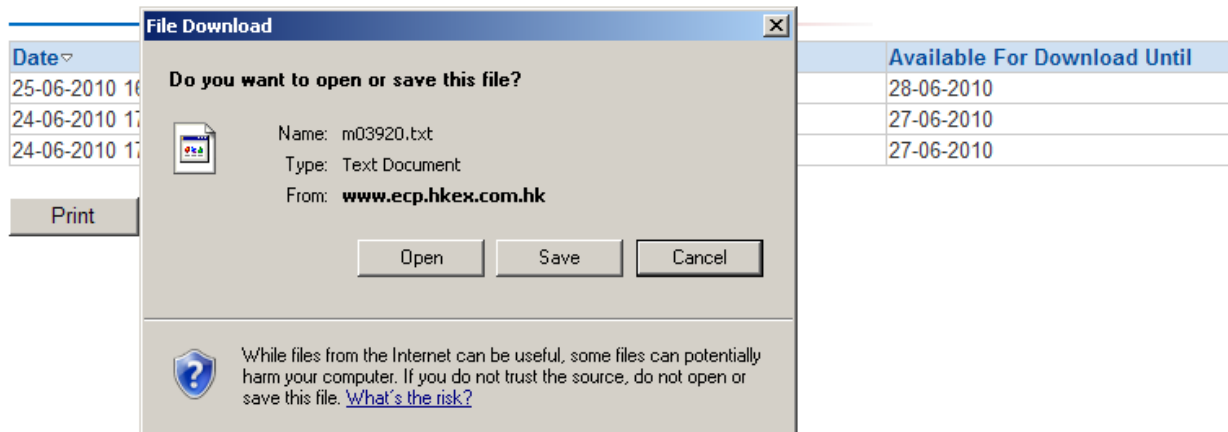 File Download
Do you want to open or save this file?
Name: m03920.txt
Type: Text Document
From: www.ecp.hkex.com.hk
Open Save Cancel
While files from the Internet can be useful, some files can potentially
harm your computer. If you do not trust the source, do not open or
save this file. What's the risk?
Date Available For Download Until
25-06-2010 28-06-2010
24-06-2010 27-06-2010
24-06-2010 27-06-2010
Print